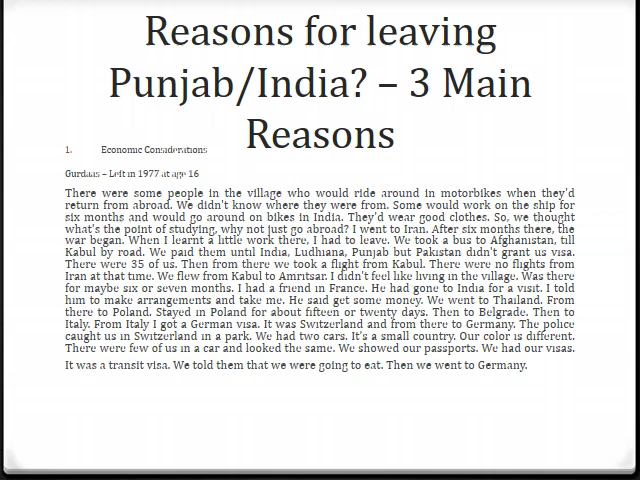 Reasons for leaving
Punjab/India? – 3 Main
Reasons
1. Economic Considerations
Gurdaas – Left in 1977 at age 16
There were some people in the village who would ride around in motorbikes when they'd
return from abroad. We didn't know where they were from. Some would work on the ship for
six months and would go around on bikes in India. They'd wear good clothes. So, we thought
what's the point of studying, why not just go abroad? I went to Iran. After six months there, the
war began. When I learnt a little work there, I had to leave. We took a bus to Afghanistan, till
Kabul by road. We paid them until India, Ludhiana, Punjab but Pakistan didn't grant us visa.
There were 35 of us. Then from there we took a flight from Kabul. There were no flights from
Iran at that time. We flew from Kabul to Amritsar. I didn't feel like living in the village. Was there
for maybe six or seven months. I had a friend in France. He had gone to India for a visit. I told
him to make arrangements and take me. He said get some money. We went to Thailand. From
there to Poland. Stayed in Poland for about fifteen or twenty days. Then to Belgrade. Then to
Italy. From Italy I got a German visa. It was Switzerland and from there to Germany. The police
caught us in Switzerland in a park. We had two cars. It's a small country. Our color is different.
There were few of us in a car and looked the same. We showed our passports. We had our visas.
It was a transit visa. We told them that we were going to eat. Then we went to Germany.